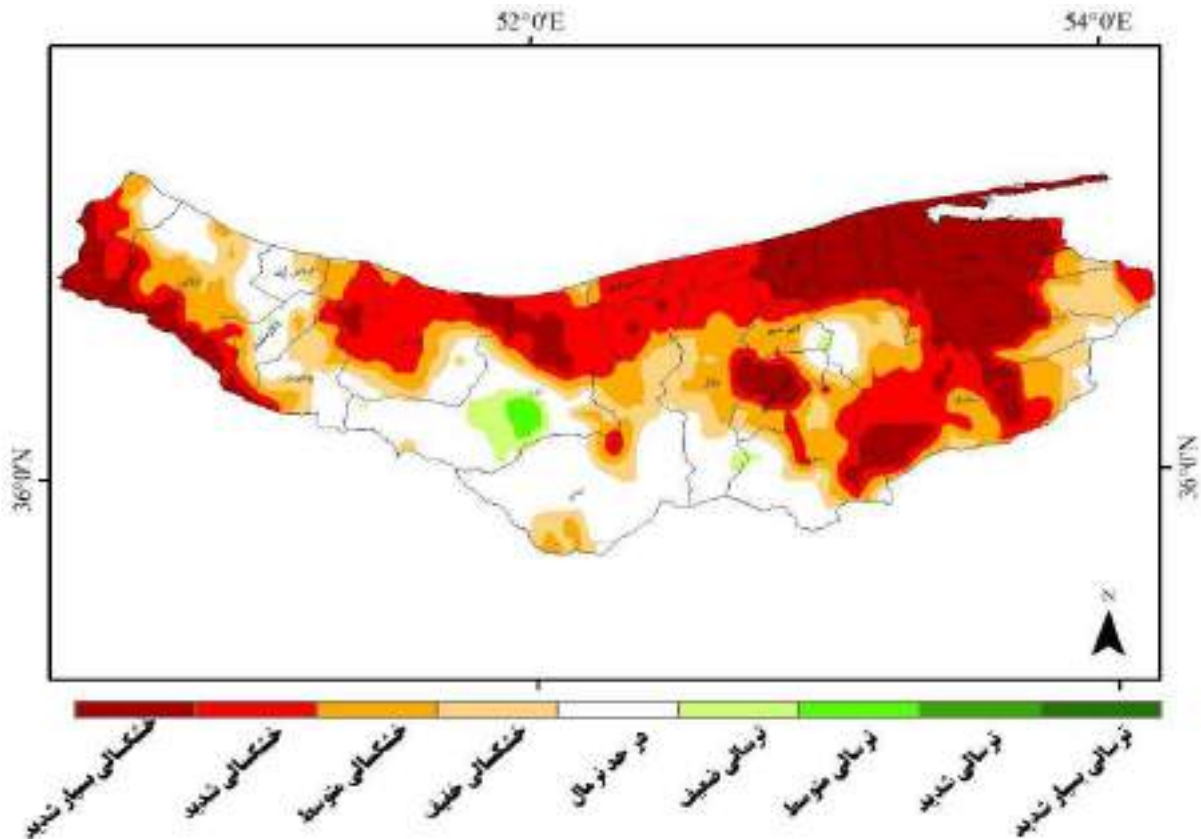 52°0'E
54°0'E
36°0'N
36°0'N
N
خشکسالی بسیار شدید
خشکسالی شدید
خشکسالی متوسط
خشکسالی خفیف
در حد نرمال
ترسالی ضعیف
ترسالی متوسط
ترسالی شدید
ترسالی بسیار شدید